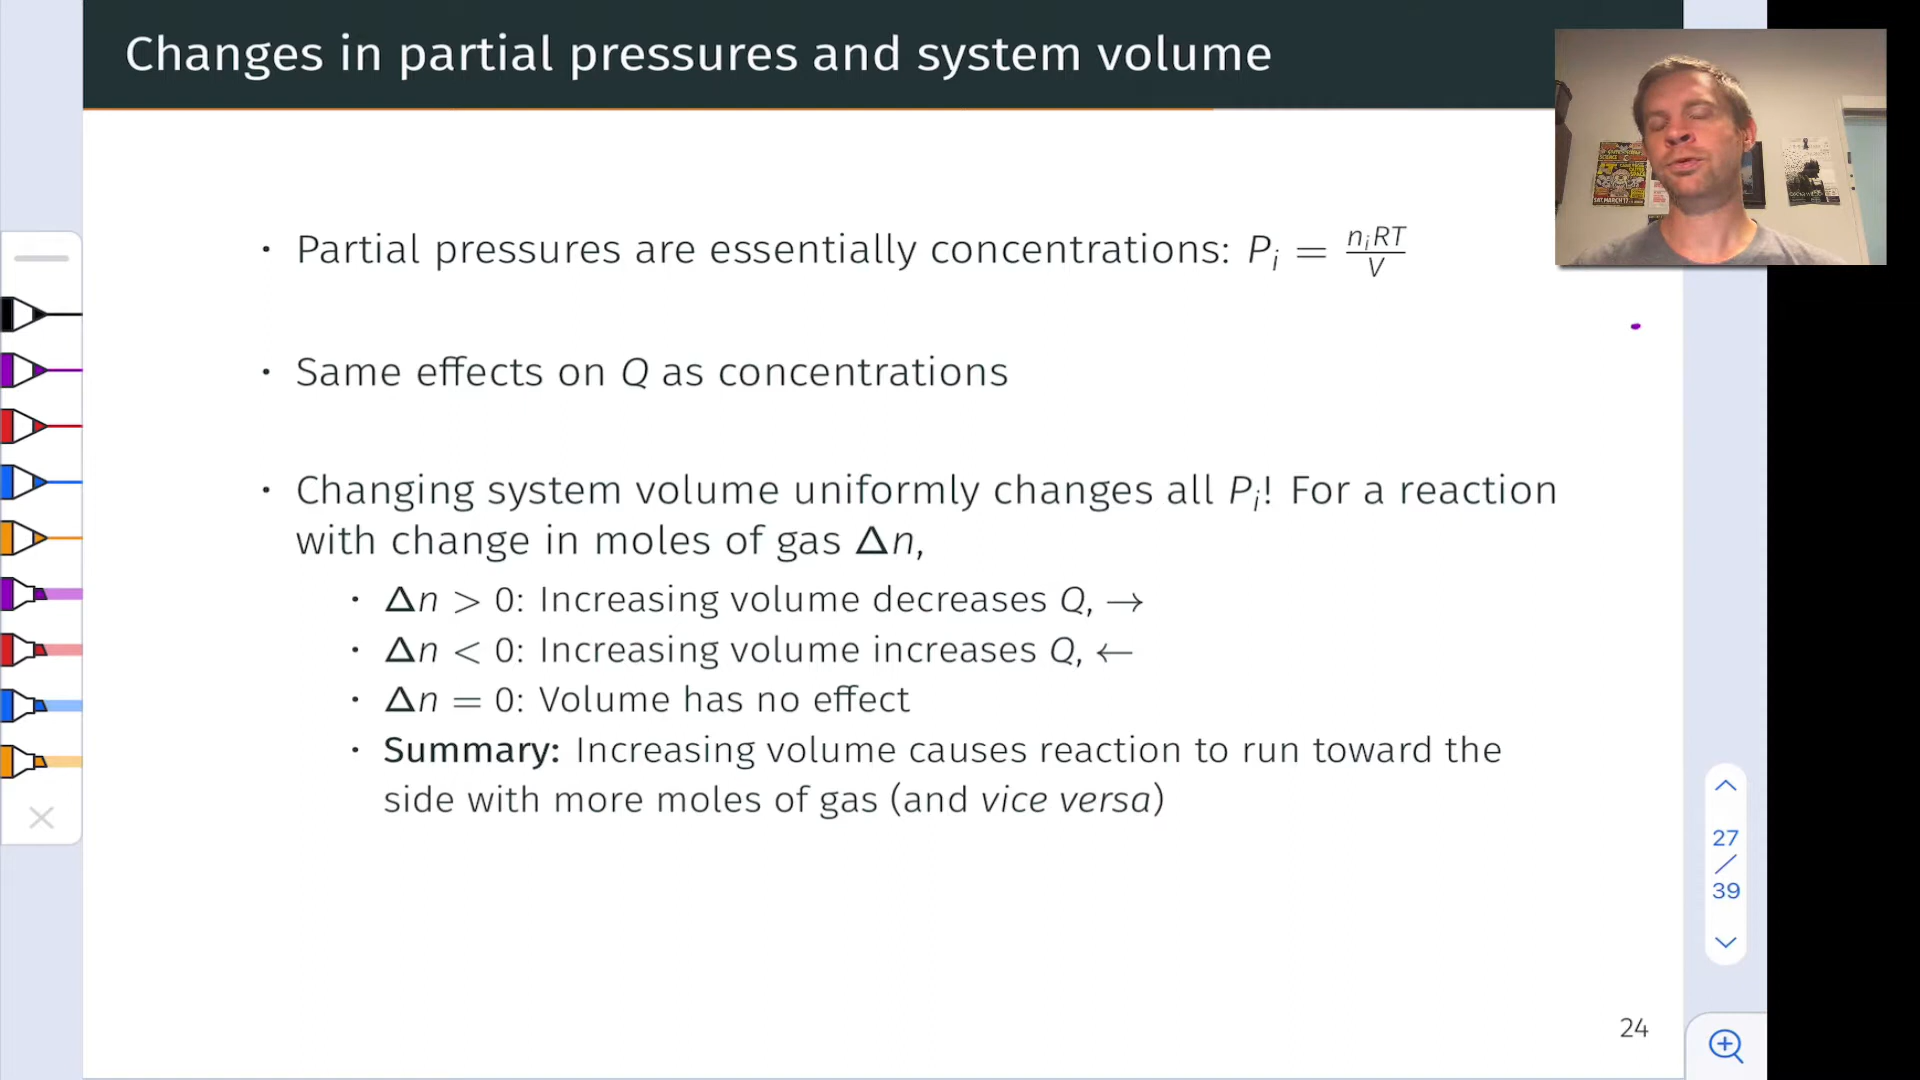 Changes in partial pressures and system volume
· Partial pressures are essentially concentrations: Pᵢ = nᵢRT/V
· Same effects on Q as concentrations
· Changing system volume uniformly changes all Pᵢ! For a reaction
with change in moles of gas Δn,
· Δn > 0: Increasing volume decreases Q, →
· Δn < 0: Increasing volume increases Q, ←
· Δn = 0: Volume has no effect
· Summary: Increasing volume causes reaction to run toward the
side with more moles of gas (and vice versa)
27
/
39
24